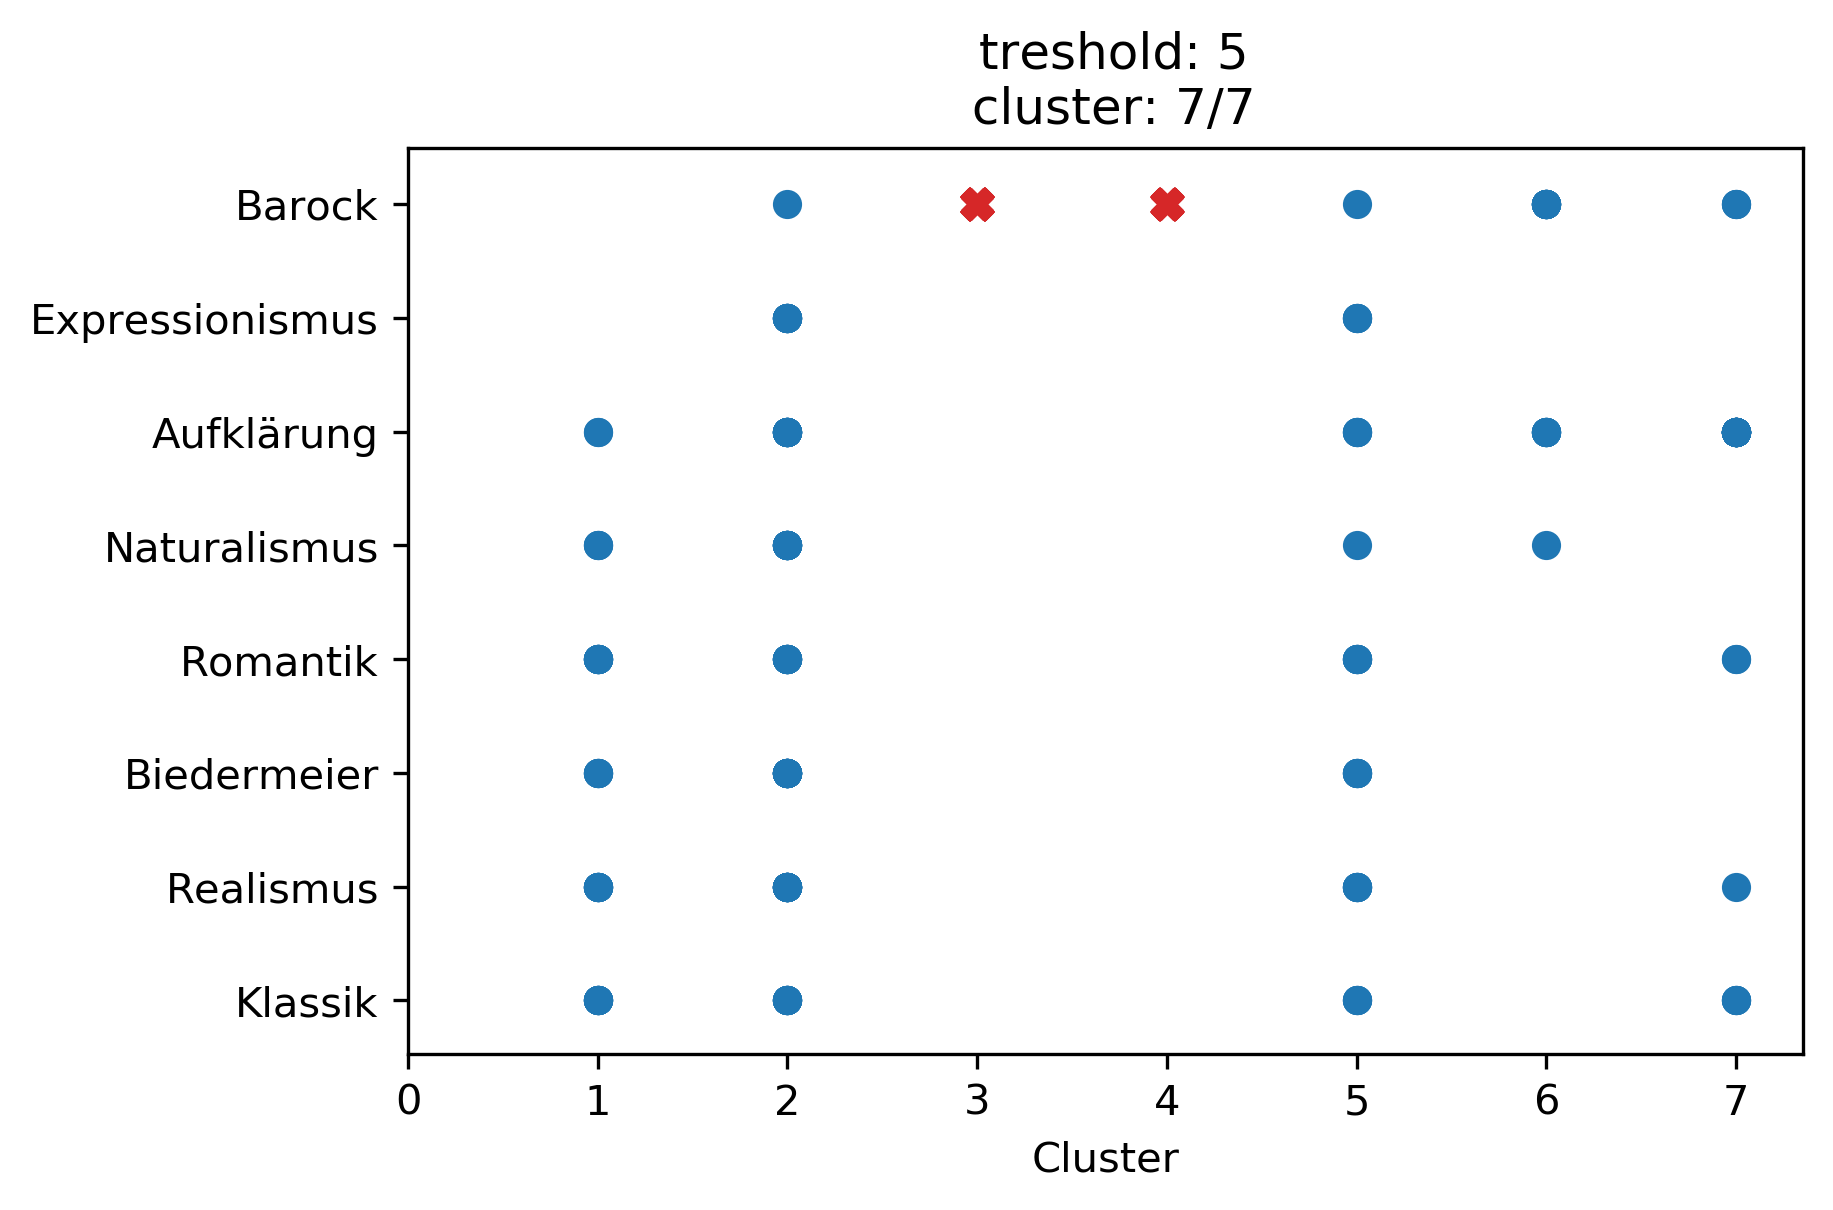 treshold: 5
cluster: 7/7
Barock
Expressionismus
Aufklärung
Naturalismus
Romantik
Biedermeier
Realismus
Klassik
0 1 2 3 4 5 6 7
Cluster